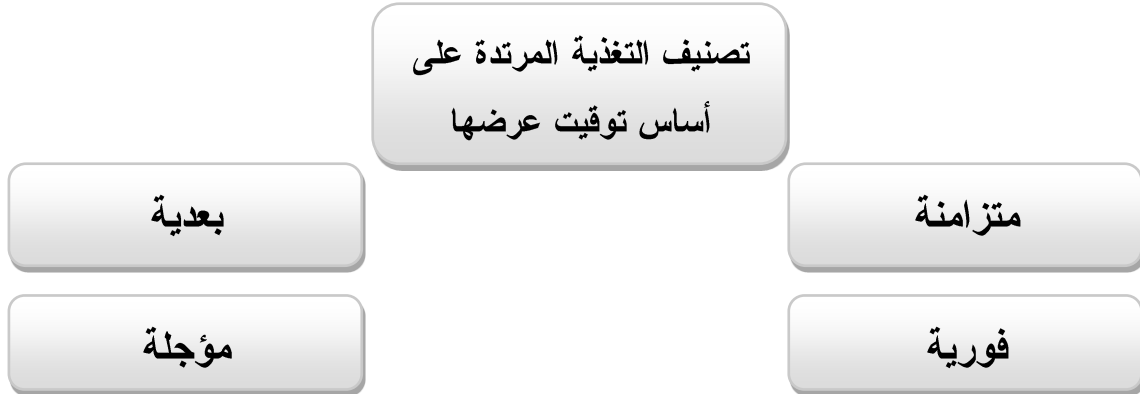 تصنيف التغذية المرتدة على
أساس توقيت عرضها
متزامنة
بعدية
فورية
مؤجلة